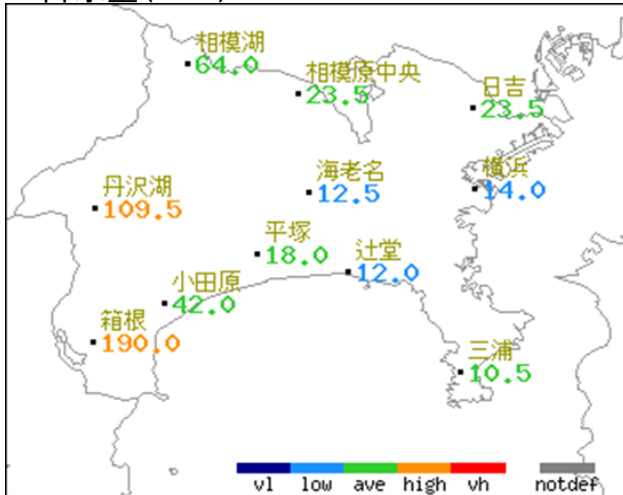 相模湖
64.0
相模原中央
23.5
日吉
23.5
海老名
12.5
横浜
14.0
丹沢湖
109.5
平塚
18.0
辻堂
12.0
小田原
42.0
箱根
190.0
三浦
10.5
vl low ave high vh notdef